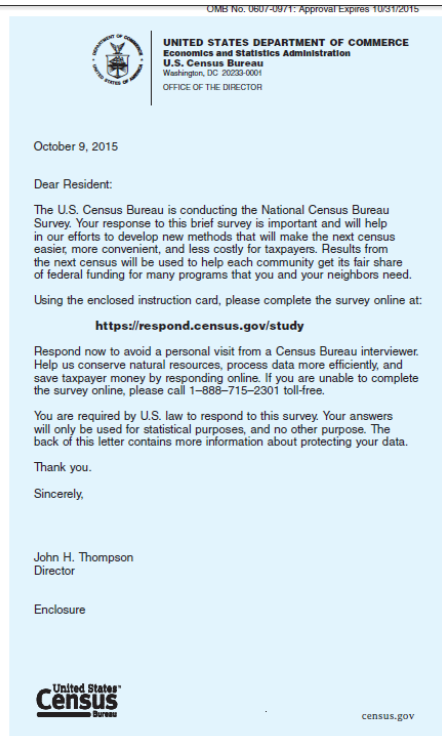 OMB No. 0607-0971: Approval Expires 10/31/2015
UNITED STATES DEPARTMENT OF COMMERCE
Economics and Statistics Administration
U.S. Census Bureau
Washington, DC 20233-0001
OFFICE OF THE DIRECTOR
October 9, 2015
Dear Resident:
The U.S. Census Bureau is conducting the National Census Bureau
Survey. Your response to this brief survey is important and will help
in our efforts to develop new methods that will make the next census
easier, more convenient, and less costly for taxpayers. Results from
the next census will be used to help each community get its fair share
of federal funding for many programs that you and your neighbors need.
Using the enclosed instruction card, please complete the survey online at:
https://respond.census.gov/study
Respond now to avoid a personal visit from a Census Bureau interviewer.
Help us conserve natural resources, process data more efficiently, and
save taxpayer money by responding online. If you are unable to complete
the survey online, please call 1–888–715–2301 toll-free.
You are required by U.S. law to respond to this survey. Your answers
will only be used for statistical purposes, and no other purpose. The
back of this letter contains more information about protecting your data.
Thank you.
Sincerely,
John H. Thompson
Director
Enclosure
United States
Census
Bureau
census.gov